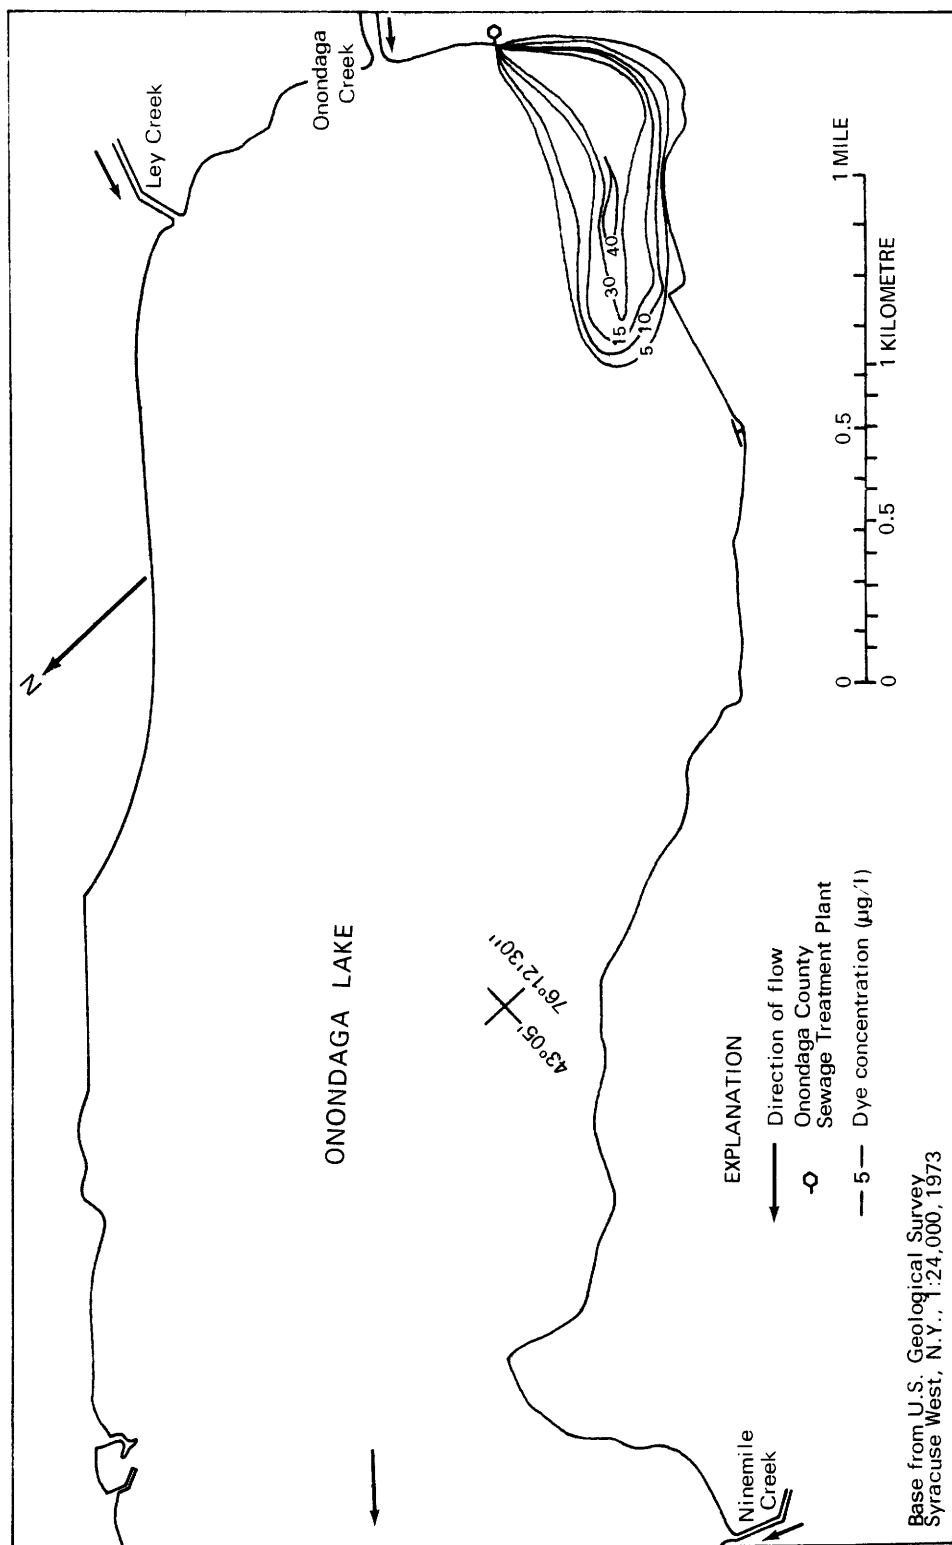 Ley Creek
Onondaga
Creek
N
ONONDAGA LAKE
43°05'
76°12'30"
40
30
15
10
5
Ninemile
Creek
EXPLANATION
Direction of flow
Onondaga County
Sewage Treatment Plant
—5— Dye concentration (µg/l)
0 0.5 1 MILE
0 0.5 1 KILOMETRE
Base from U.S. Geological Survey
Syracuse West, N.Y., 1:24,000, 1973